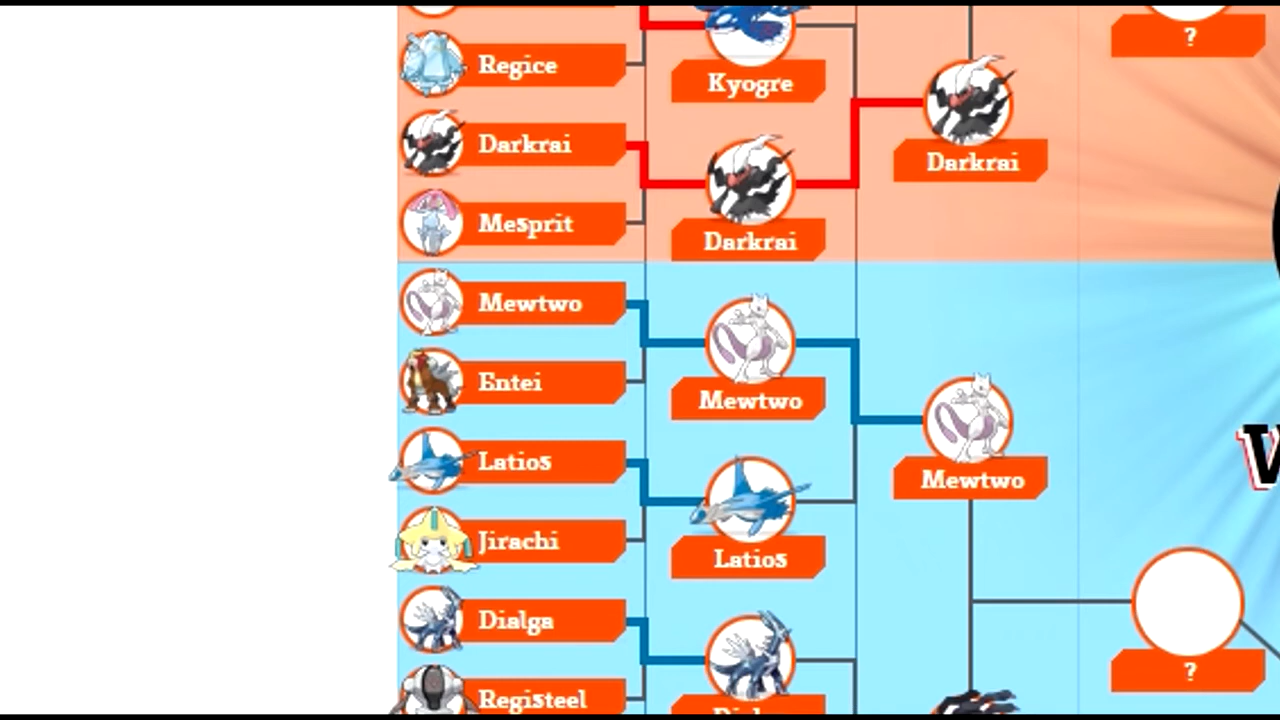 ?
Regice
Kyogre
Darkrai
Darkrai
Mesprit
Darkrai
Mewtwo
Entei
Mewtwo
Latios
Mewtwo
Jirachi
Latios
Dialga
?
Registeel